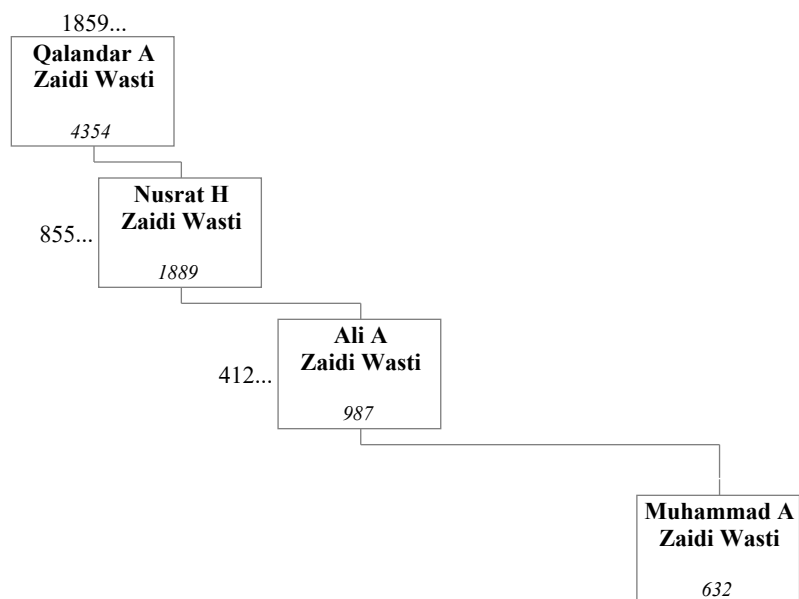 1859...
Qalandar A
Zaidi Wasti
4354
Nusrat H
Zaidi Wasti
855...
1889
Ali A
Zaidi Wasti
412...
987
Muhammad A
Zaidi Wasti
632